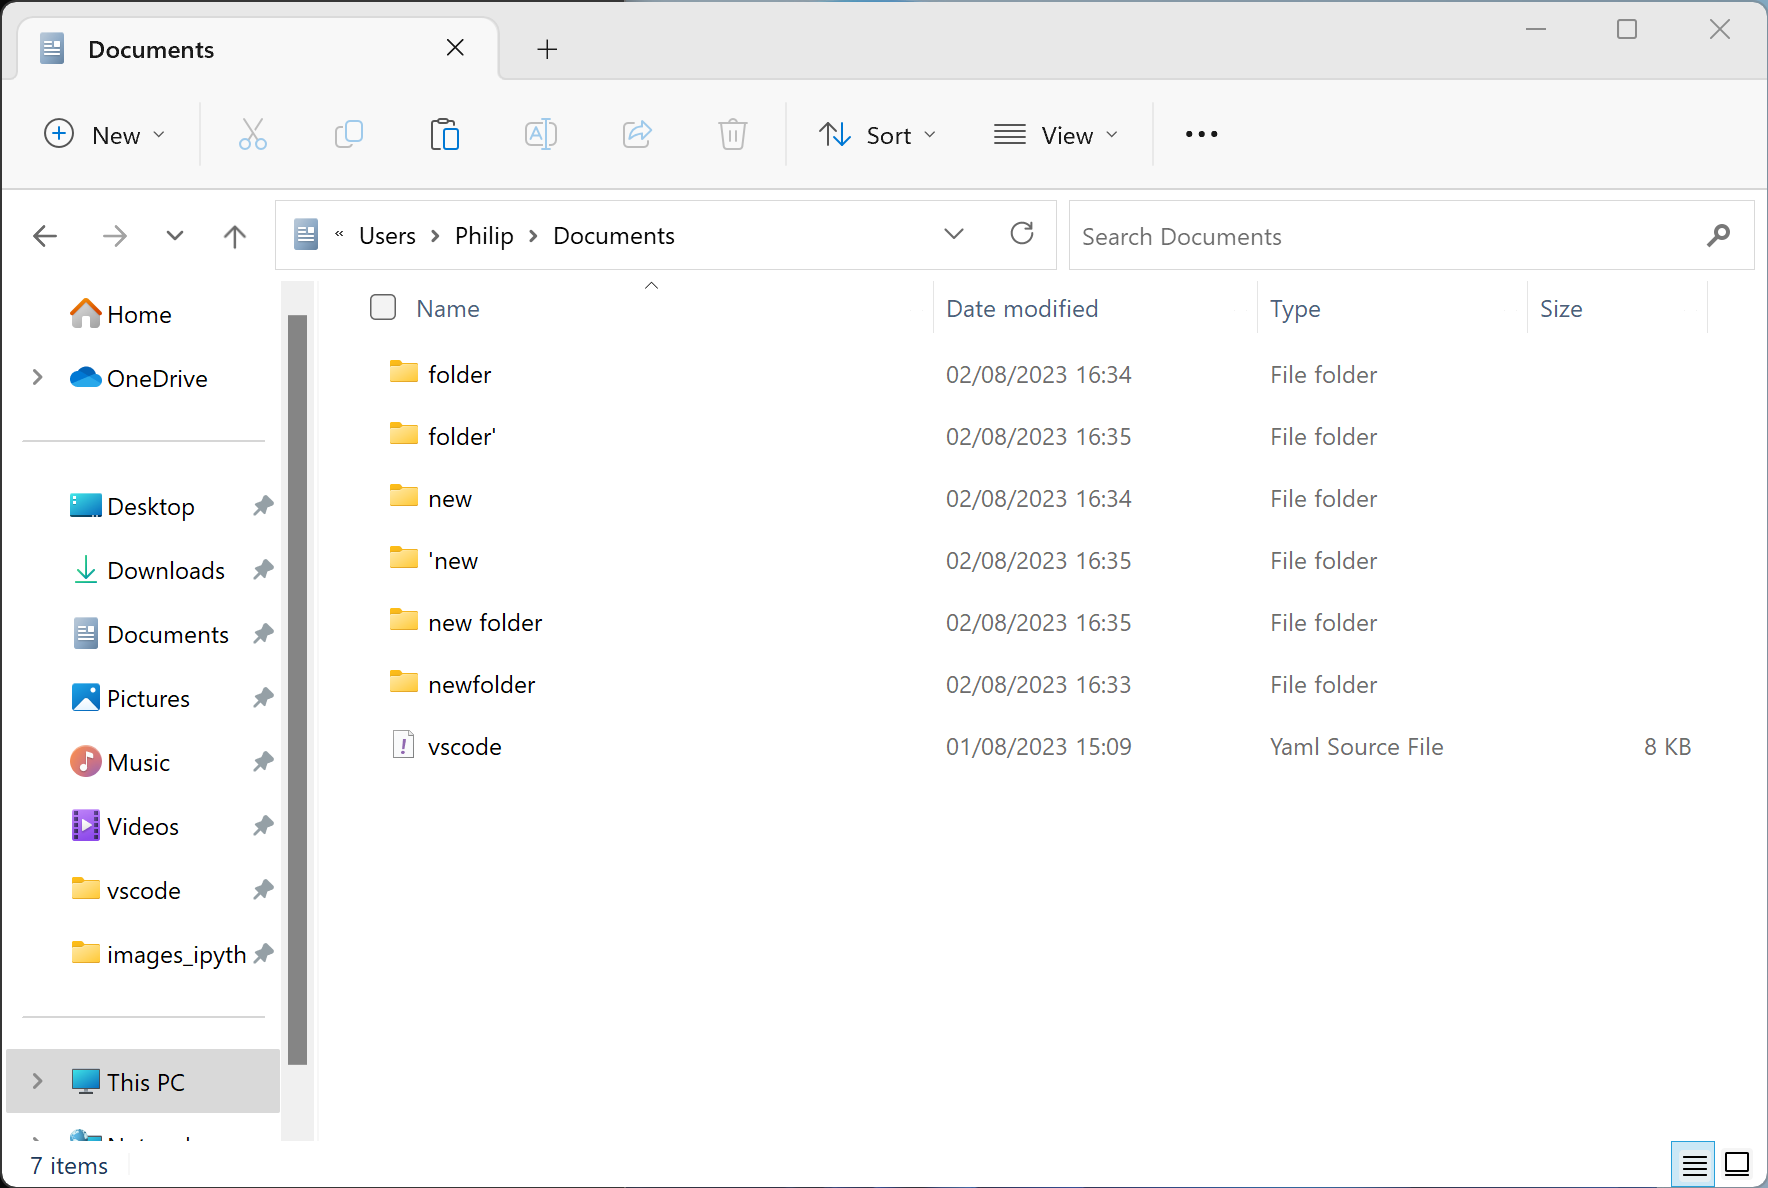 Documents
New Sort View
« Users > Philip > Documents Search Documents
Home
OneDrive
Desktop
Downloads
Documents
Pictures
Music
Videos
vscode
images_ipyth
This PC
Name Date modified Type Size
folder 02/08/2023 16:34 File folder
folder' 02/08/2023 16:35 File folder
new 02/08/2023 16:34 File folder
'new 02/08/2023 16:35 File folder
new folder 02/08/2023 16:35 File folder
newfolder 02/08/2023 16:33 File folder
vscode 01/08/2023 15:09 Yaml Source File 8 KB
7 items